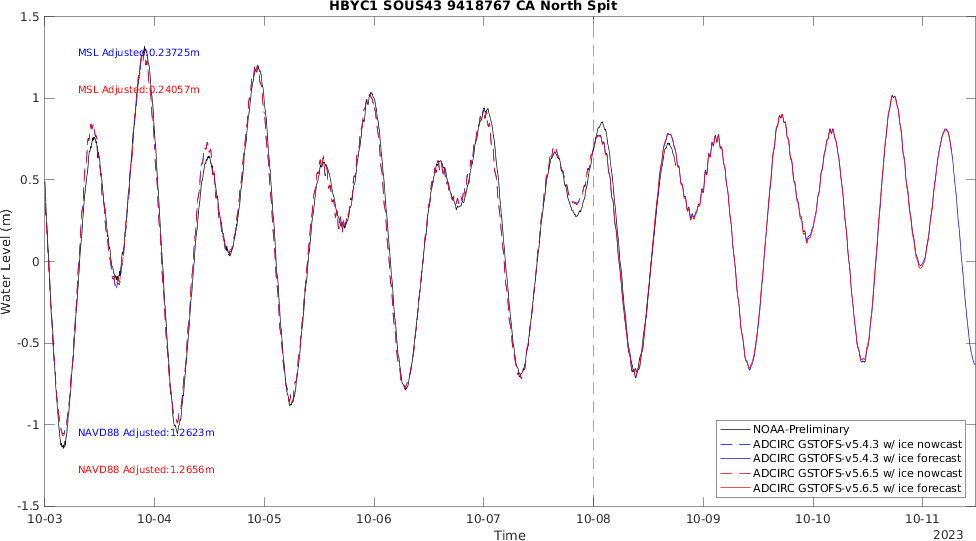 HBYC1 SOUS43 9418767 CA North Spit
1.5
1
0.5
0
-0.5
-1
-1.5
Water Level (m)
MSL Adjusted:0.23725m
MSL Adjusted:0.24057m
NAVD88 Adjusted:1.2623m
NAVD88 Adjusted:1.2656m
NOAA-Preliminary
ADCIRC GSTOFS-v5.4.3 w/ ice nowcast
ADCIRC GSTOFS-v5.4.3 w/ ice forecast
ADCIRC GSTOFS-v5.6.5 w/ ice nowcast
ADCIRC GSTOFS-v5.6.5 w/ ice forecast
10-03 10-04 10-05 10-06 10-07 10-08 10-09 10-10 10-11
Time
2023